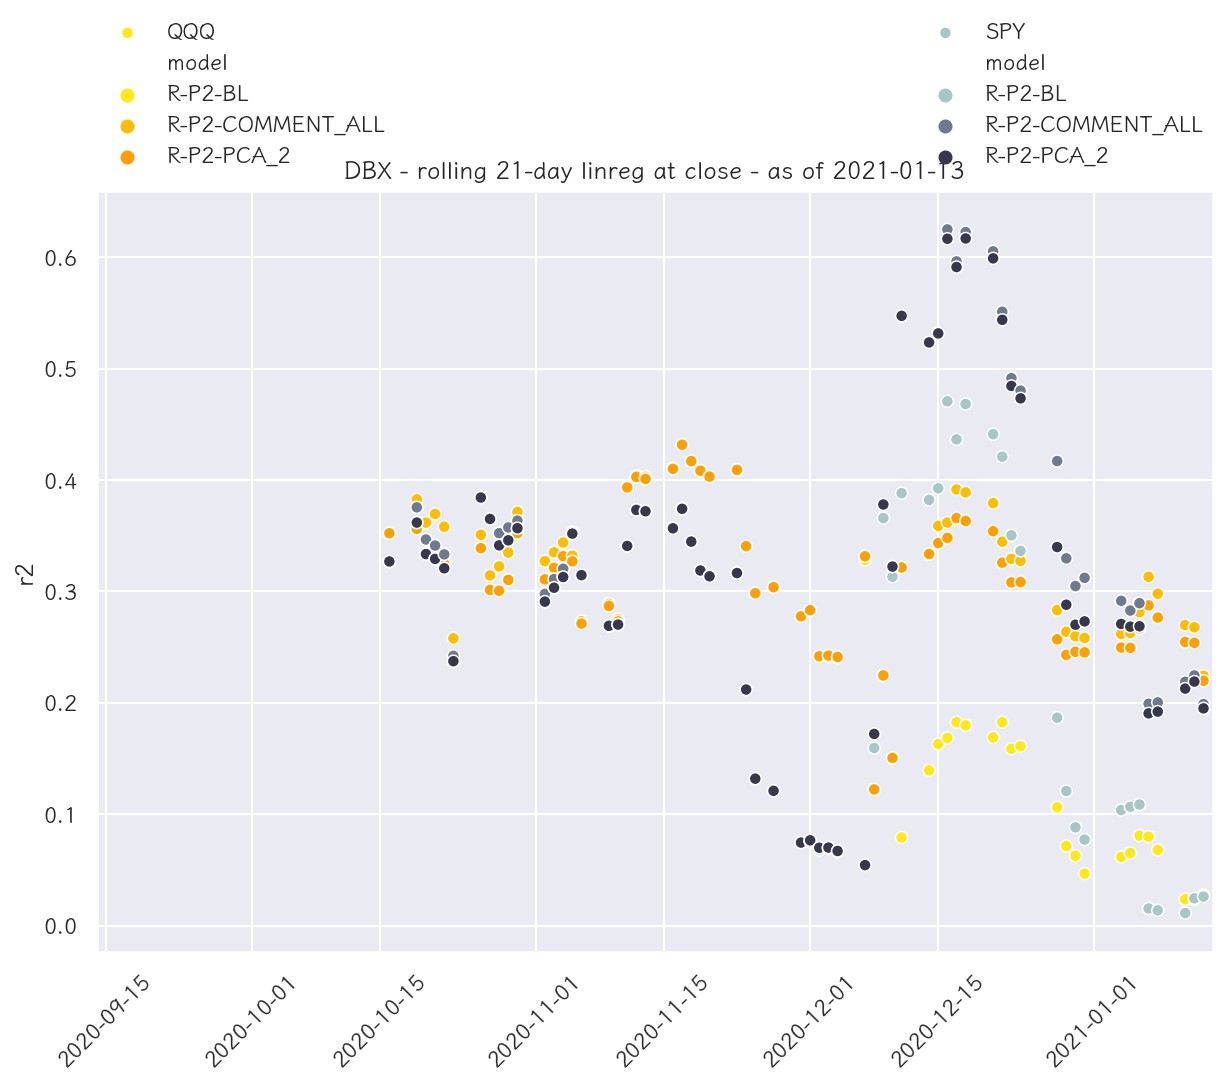 QQQ
model
R-P2-BL
R-P2-COMMENT_ALL
R-P2-PCA_2
SPY
model
R-P2-BL
R-P2-COMMENT_ALL
R-P2-PCA_2
DBX - rolling 21-day linreg at close - as of 2021-01-13
0.6
0.5
0.4
0.3
0.2
0.1
0.0
r2
2020-09-15
2020-10-01
2020-10-15
2020-11-01
2020-11-15
2020-12-01
2020-12-15
2021-01-01